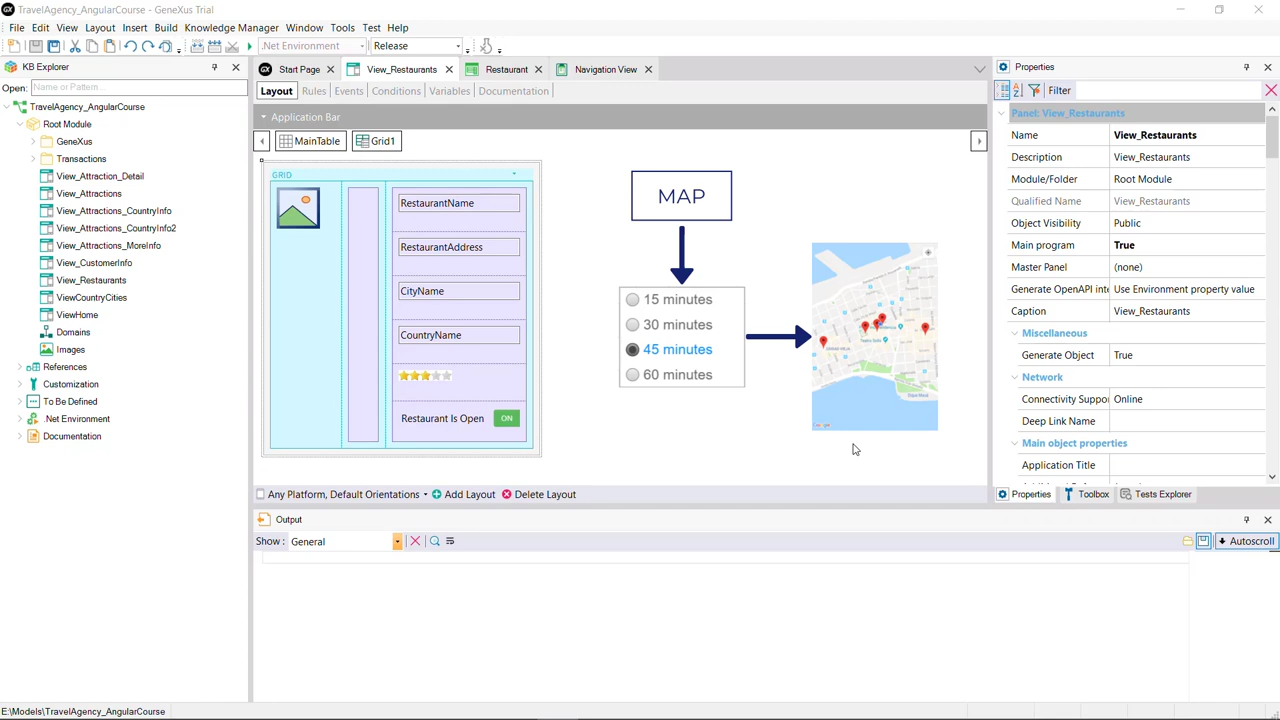 TravelAgency_AngularCourse - GeneXus Trial
File Edit View Layout Insert Build Knowledge Manager Window Tools Test Help
.Net Environment Release
KB Explorer
Open: Name or Pattern...
TravelAgency_AngularCourse
Root Module
GeneXus
Transactions
View_Attraction_Detail
View_Attractions
View_Attractions_CountryInfo
View_Attractions_CountryInfo2
View_Attractions_MoreInfo
View_CustomerInfo
View_Restaurants
ViewCountryCities
ViewHome
Domains
Images
References
Customization
To Be Defined
.Net Environment
Documentation
Start Page View_Restaurants Restaurant Navigation View
Layout Rules Events Conditions Variables Documentation
Application Bar
MainTable Grid1
GRID
RestaurantName
RestaurantAddress
CityName
CountryName
Restaurant Is Open ON
MAP
15 minutes
30 minutes
45 minutes
60 minutes
Google
Any Platform, Default Orientations Add Layout Delete Layout
Output
Show: General
Autoscroll
Properties
Filter
Panel: View_Restaurants
Name View_Restaurants
Description View_Restaurants
Module/Folder Root Module
Qualified Name View_Restaurants
Object Visibility Public
Main program True
Master Panel (none)
Generate OpenAPI inte Use Environment property value
Caption View_Restaurants
Miscellaneous
Generate Object True
Network
Connectivity Suppo Online
Deep Link Name
Main object properties
Application Title
Properties Toolbox Tests Explorer
E:\Models\TravelAgency_AngularCourse